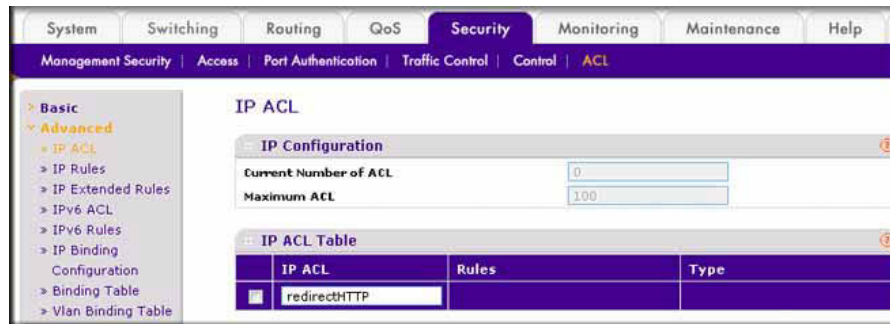 System Switching Routing QoS Security Monitoring Maintenance Help
Management Security | Access | Port Authentication | Traffic Control | Control | ACL
Basic
Advanced
» IP ACL
» IP Rules
» IP Extended Rules
» IPv6 ACL
» IPv6 Rules
» IP Binding
Configuration
» Binding Table
» Vlan Binding Table
IP ACL
IP Configuration
Current Number of ACL 0
Maximum ACL 100
IP ACL Table
IP ACL Rules Type
redirectHTTP